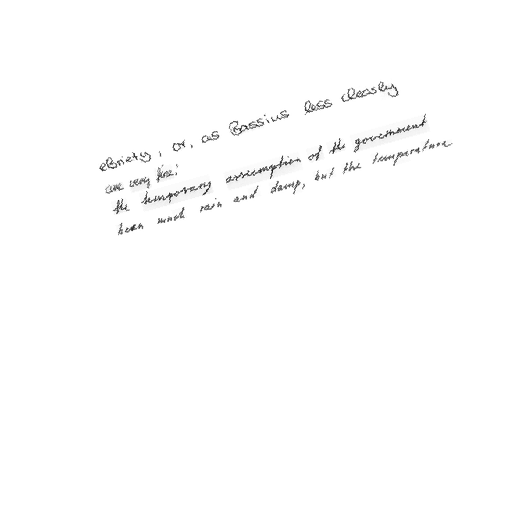 ebriety, or, as Bassius less clearly
are very fine;
the temporary assumption of the government
been much rain and damp, but the temperature